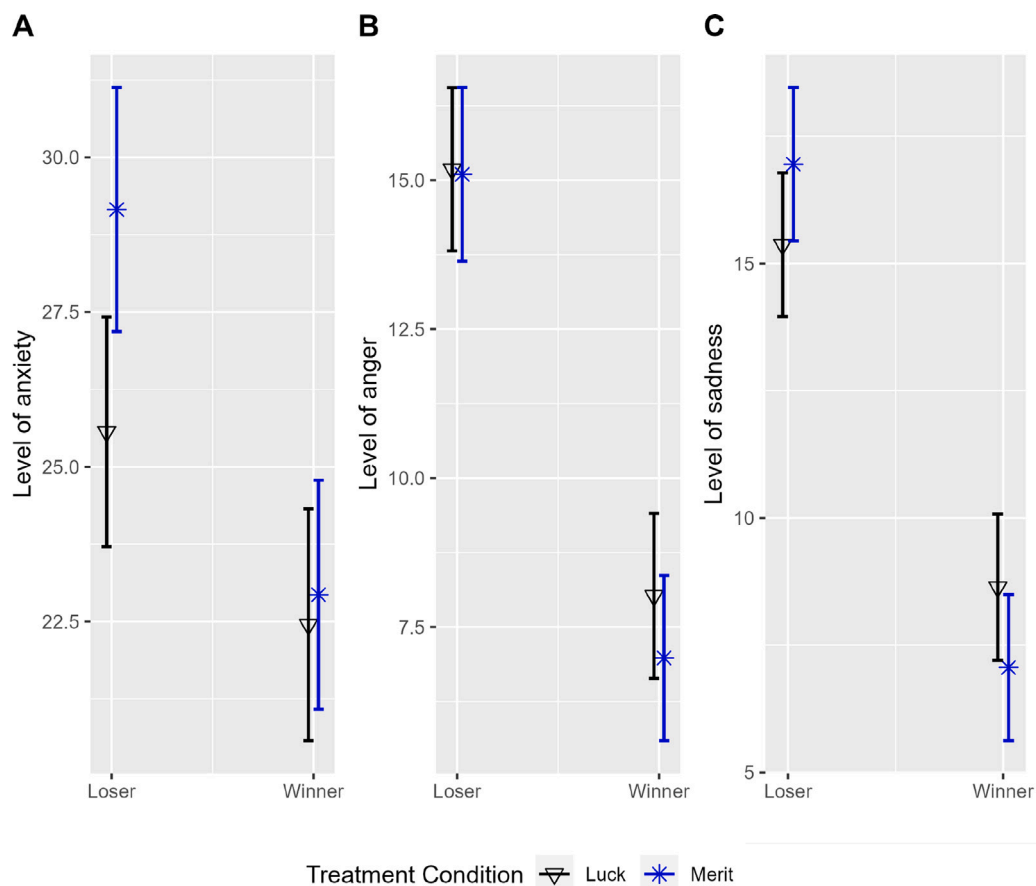 A
B
C
Level of anxiety
30.0
27.5
25.0
22.5
Loser
Winner
Level of anger
15.0
12.5
10.0
7.5
Loser
Winner
Level of sadness
15
10
5
Loser
Winner
Treatment Condition Luck Merit